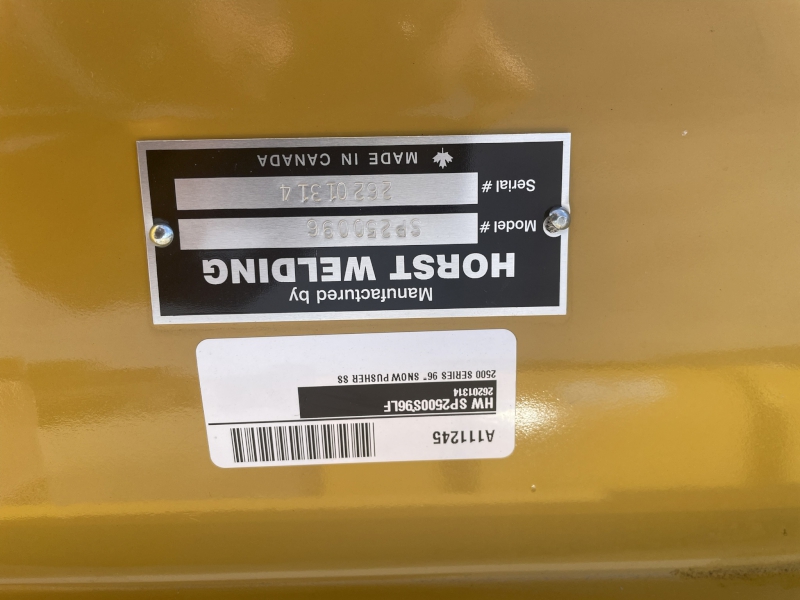 A111245
HW SP2500S96LF
26201314
2500 SERIES 96" SNOW PUSHER SS
Manufactured by
HORST WELDING
Model # SP250096
Serial # 26201314
MADE IN CANADA